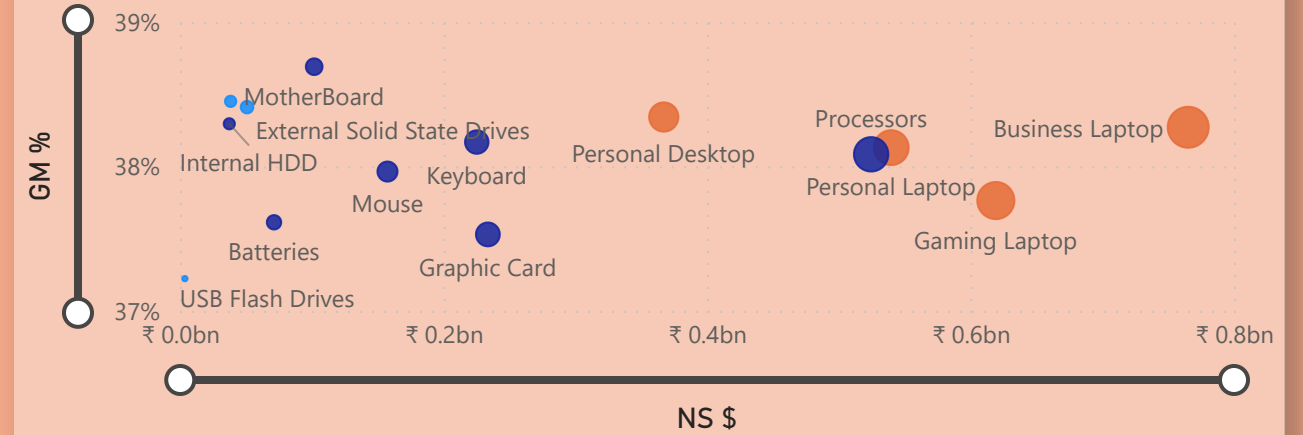 39%
MotherBoard
External Solid State Drives
Processors
Business Laptop
GM %
Internal HDD
38%
Keyboard
Personal Desktop
Personal Laptop
Mouse
Batteries
Graphic Card
Gaming Laptop
USB Flash Drives
37%
₹ 0.0bn
₹ 0.2bn
₹ 0.4bn
₹ 0.6bn
₹ 0.8bn
NS $